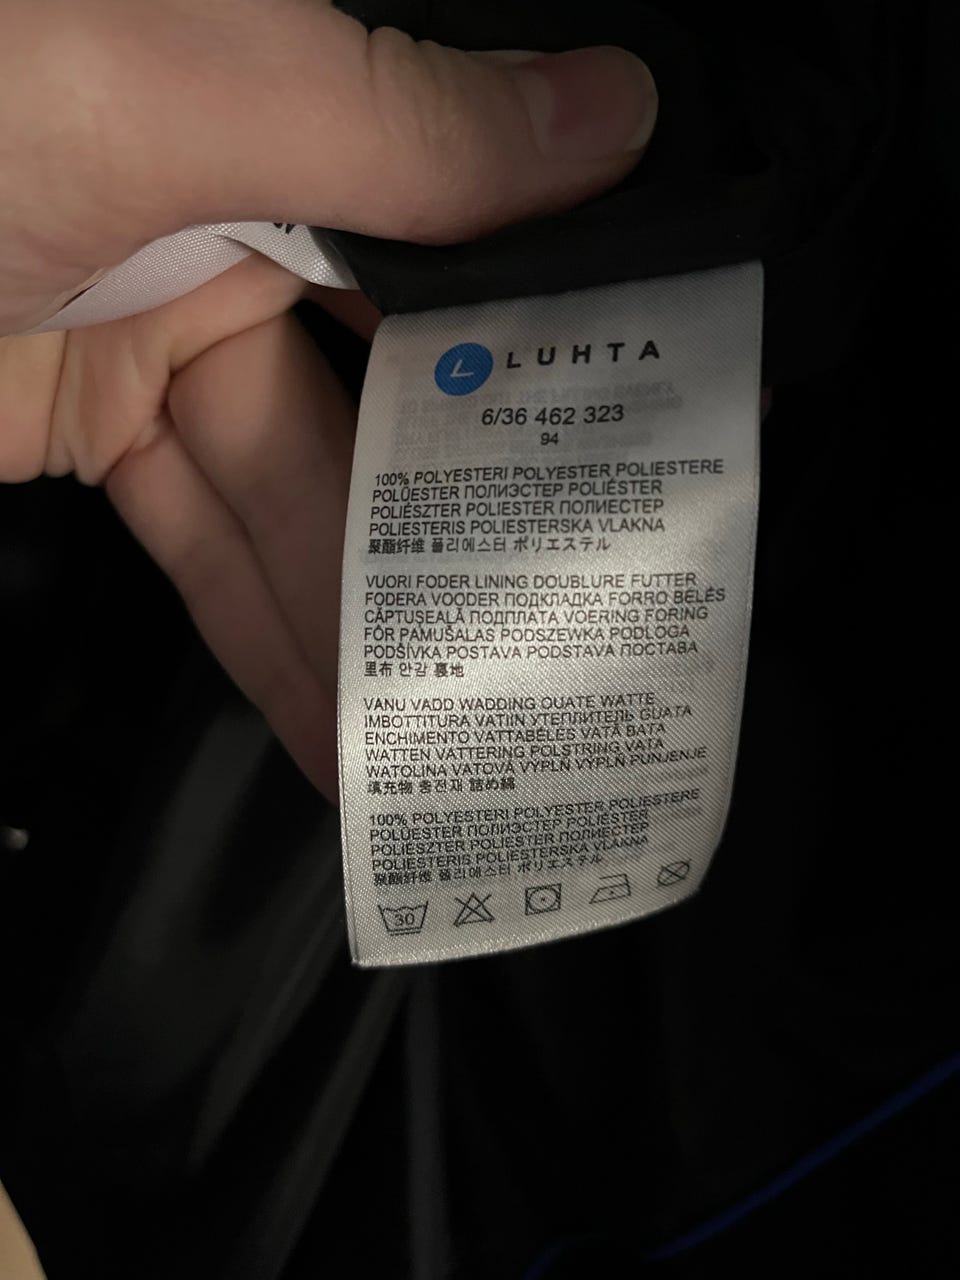 LUHTA
6/36 462 323
94
100% POLYESTERI POLYESTER POLIESTERE
POLÜESTER ПОЛИЭСТЕР POLIÉSTER
POLIÉSZTER POLIESTER ПОЛИЕСТЕР
POLIESTERIS POLIESTERSKA VLAKNA
聚酯纤维 폴리에스터 ポリエステル
VUORI FODER LINING DOUBLURE FUTTER
FODERA VOODER ПОДКЛАДКА FORRO BÉLÉS
CĂPTUŞEALĂ ПОДПЛАТА VOERING FORING
FÔR PAMUŠALAS PODSZEWKA PODLOGA
PODŠÍVKA POSTAVA PODSTAVA ПОСТАВА
里布 안감 裏地
VANU VADD WADDING OUATE WATTE
IMBOTTITURA VATIIN УТЕПЛИТЕЛЬ GUATA
ENCHIMENTO VATTABÉLÉS VATĂ ВАТА
WATTEN VATTERING POLSTRING VATA
WATOLINA VATOVÁ VÝPLŇ VÝPLŇ PUNJENJE
填充物 충전재 詰め綿
100% POLYESTERI POLYESTER POLIESTERE
POLÜESTER ПОЛИЭСТЕР POLIÉSTER
POLIÉSZTER POLIESTER ПОЛИЕСТЕР
POLIESTERIS POLIESTERSKA VLAKNA
聚酯纤维 폴리에스터 ポリエステル
30